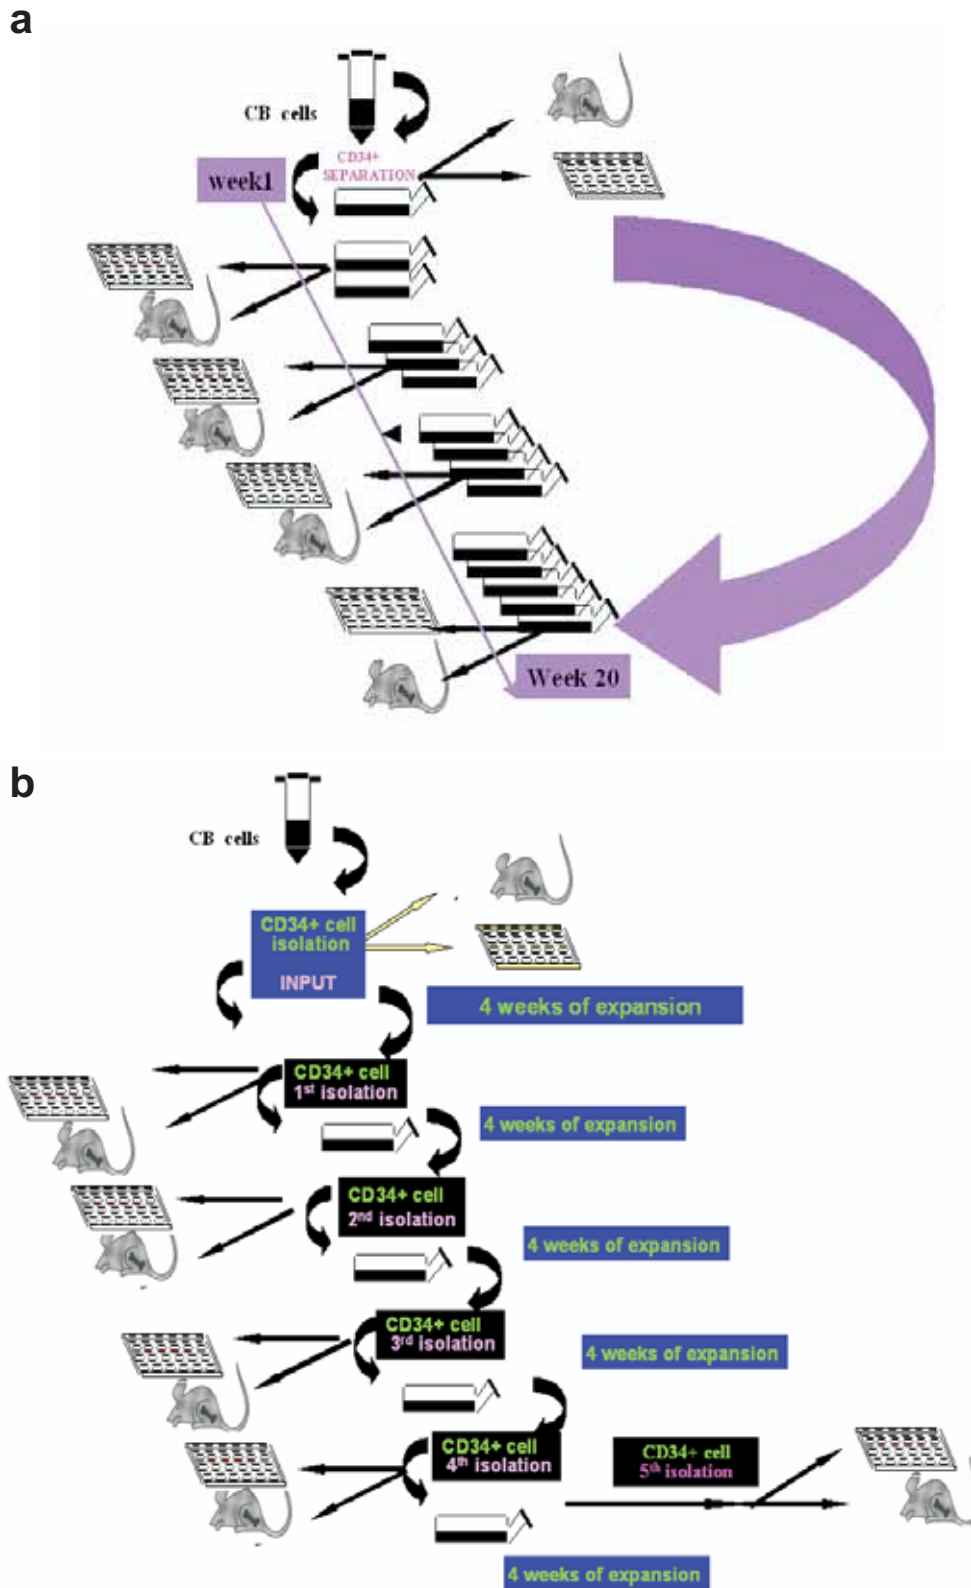 a
CB cells
CD34+
SEPARATION
week1
Week 20
b
CB cells
CD34+ cell
isolation
INPUT
4 weeks of expansion
CD34+ cell
1st isolation
4 weeks of expansion
CD34+ cell
2nd isolation
4 weeks of expansion
CD34+ cell
3rd isolation
4 weeks of expansion
CD34+ cell
4th isolation
CD34+ cell
5th isolation
4 weeks of expansion